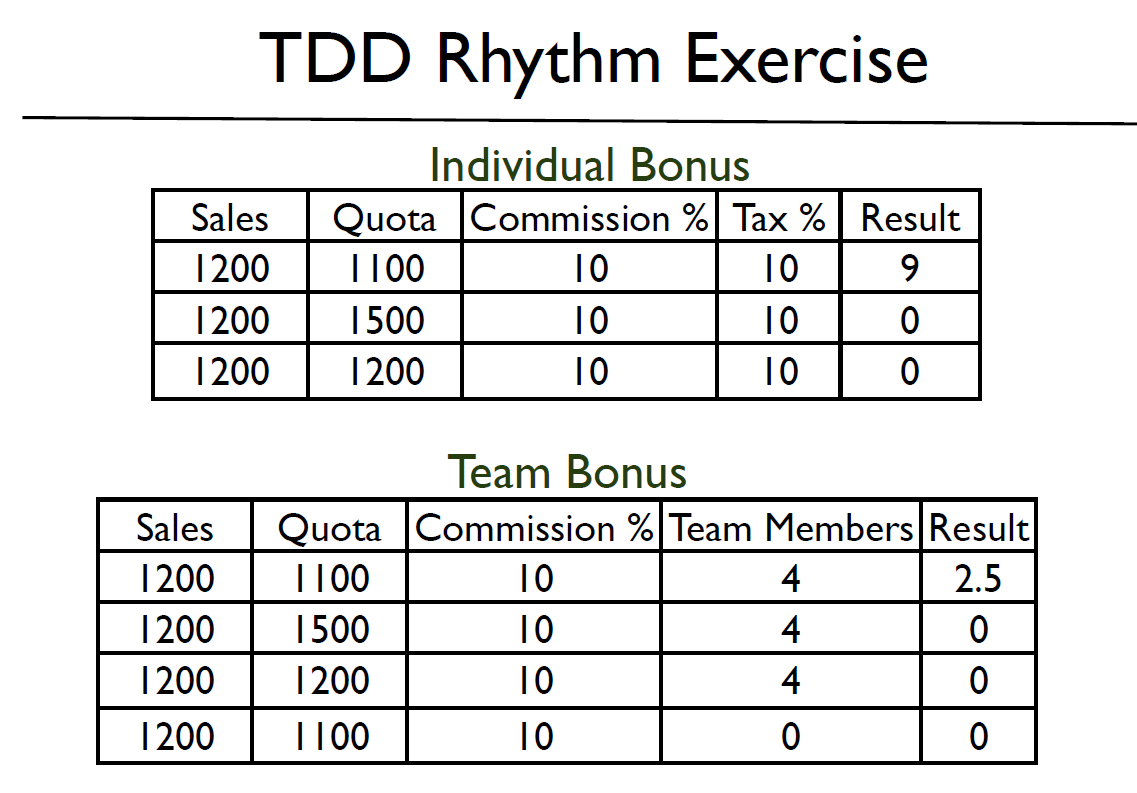 TDD Rhythm Exercise
Individual Bonus
Sales Quota Commission % Tax % Result
1200 1100 10 10 9
1200 1500 10 10 0
1200 1200 10 10 0
Team Bonus
Sales Quota Commission % Team Members Result
1200 1100 10 4 2.5
1200 1500 10 4 0
1200 1200 10 4 0
1200 1100 10 0 0